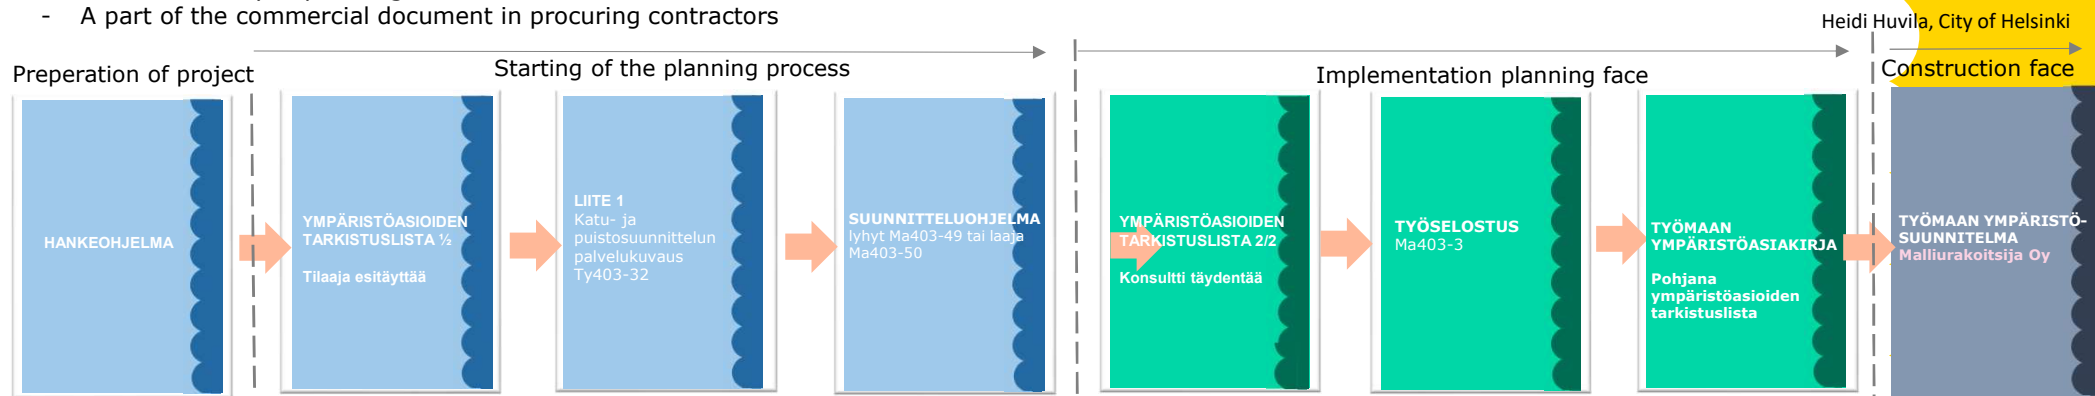 - A part of the commercial document in procuring contractors
Heidi Huvila, City of Helsinki
Preperation of project
Starting of the planning process
Implementation planning face
Construction face
HANKEOHJELMA
YMPÄRISTÖASIOIDEN
TARKISTUSLISTA ½
Tilaaja esitäyttää
LIITE 1
Katu- ja
puistosuunnittelun
palvelukuvaus
Ty403-32
SUUNNITTELUOHJELMA
lyhyt Ma403-49 tai laaja
Ma403-50
YMPÄRISTÖASIOIDEN
TARKISTUSLISTA 2/2
Konsultti täydentää
TYÖSELOSTUS
Ma403-3
TYÖMAAN
YMPÄRISTÖASIAKIRJA
Pohjana
ympäristöasioiden
tarkistuslista
TYÖMAAN YMPÄRISTÖ-
SUUNNITELMA
Malliurakoitsija Oy